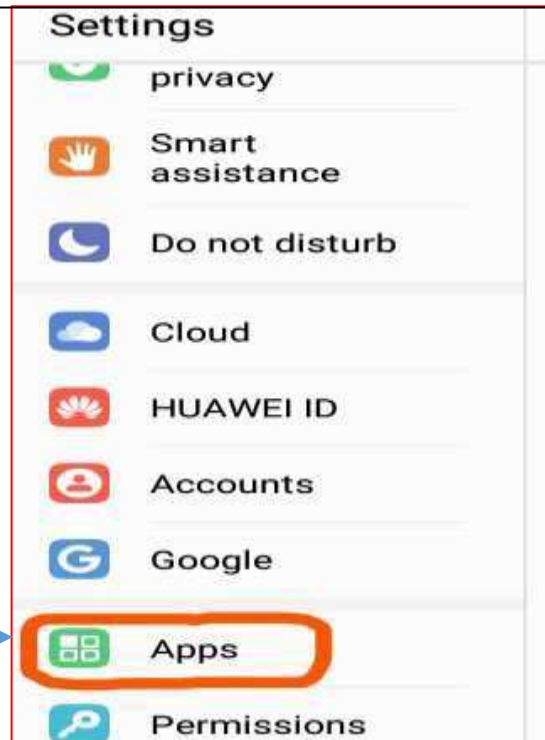 Settings
privacy
Smart
assistance
Do not disturb
Cloud
HUAWEI ID
Accounts
Google
Apps
Permissions